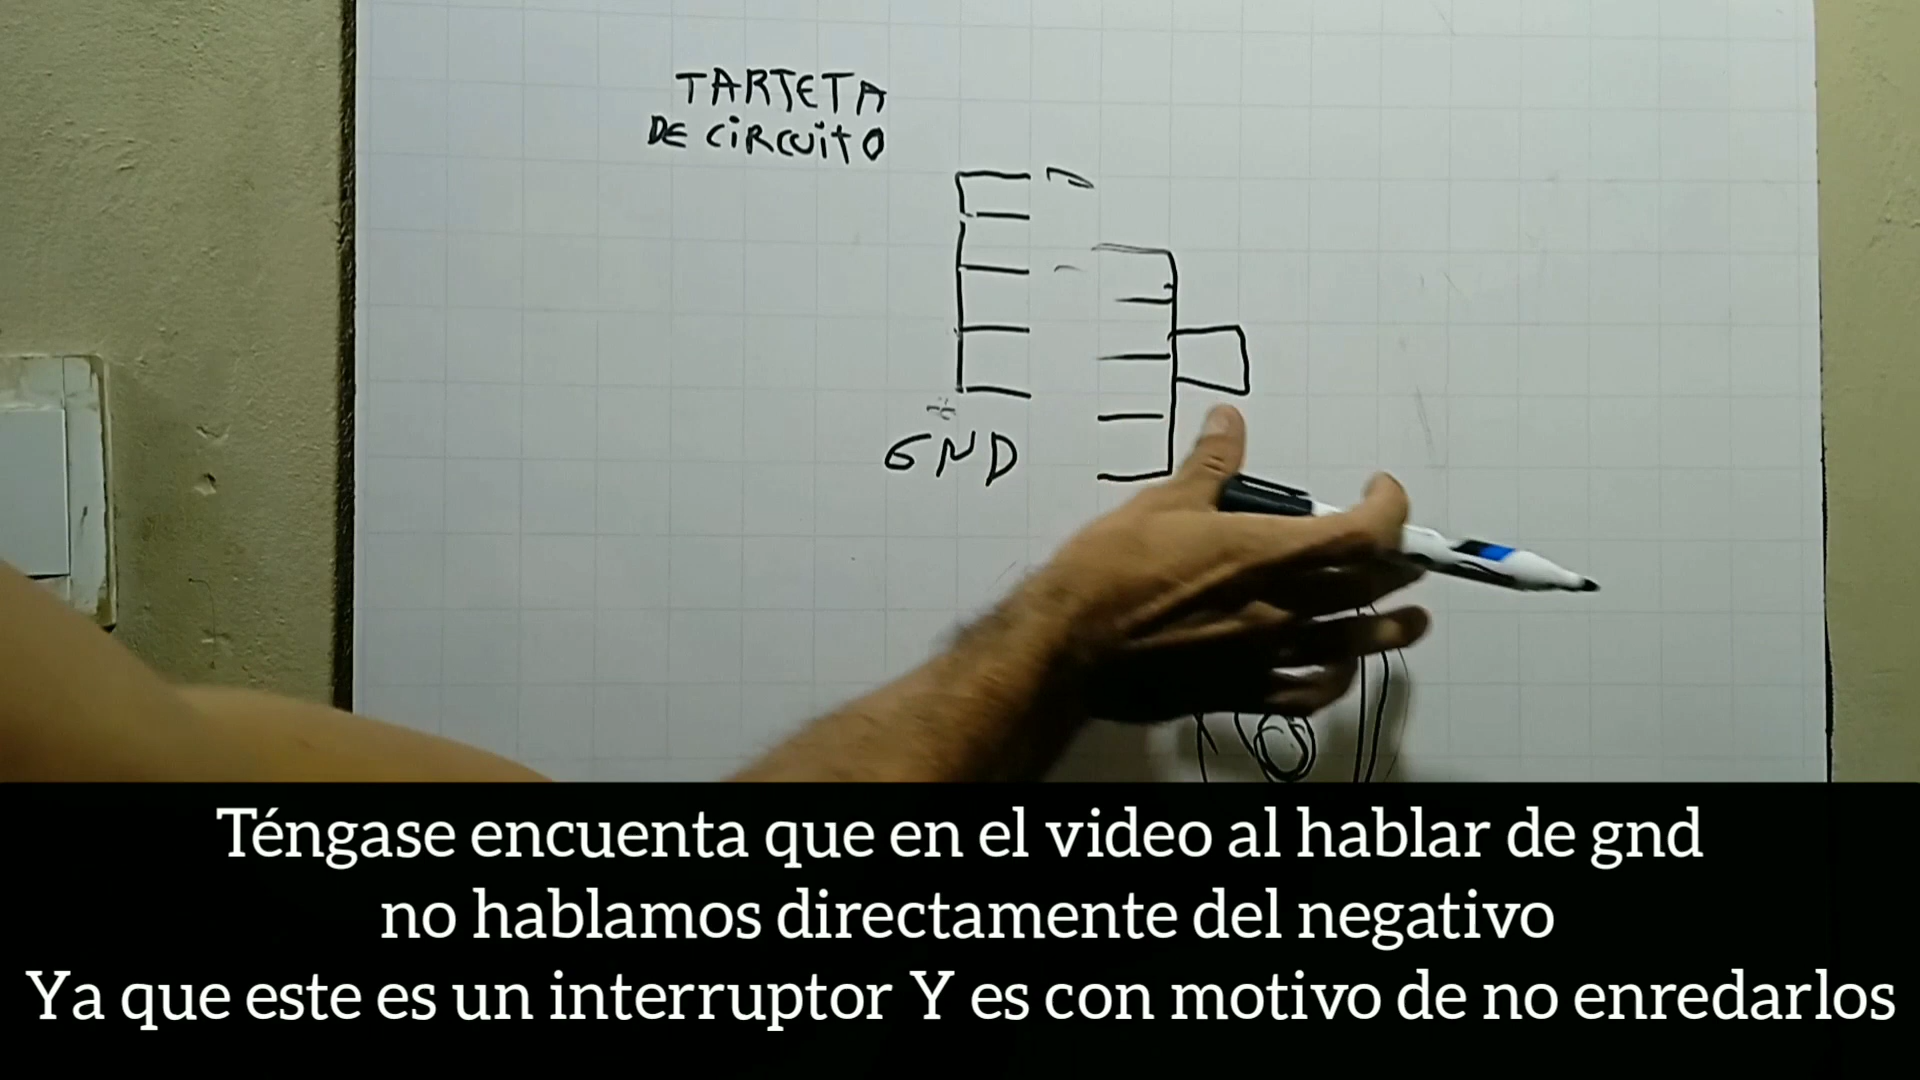 TARJETA
DE CiRCuitO
GND
Téngase encuenta que en el video al hablar de gnd
no hablamos directamente del negativo
Ya que este es un interruptor Y es con motivo de no enredarlos